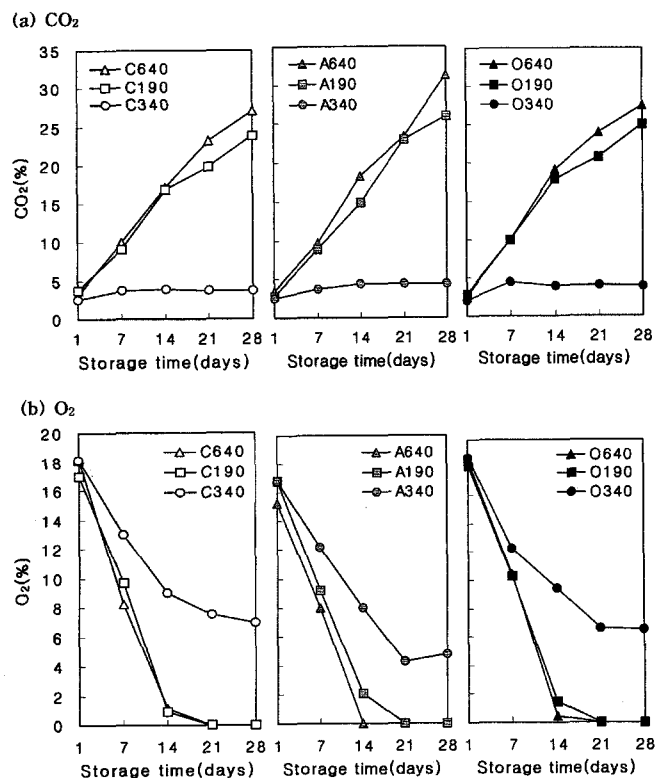 (a) CO₂
CO₂(%)
35
30
25
20
15
10
5
0
C640
C190
C340
A640
A190
A340
O640
O190
O340
1 7 14 21 28
1 7 14 21 28
1 7 14 21 28
Storage time(days)
Storage time(days)
Storage time(days)
(b) O₂
O₂(%)
20
18
16
14
12
10
8
6
4
2
0
C640
C190
C340
A640
A190
A340
O640
O190
O340
1 7 14 21 28
1 7 14 21 28
1 7 14 21 28
Storage time(days)
Storage time(days)
Storage time(days)